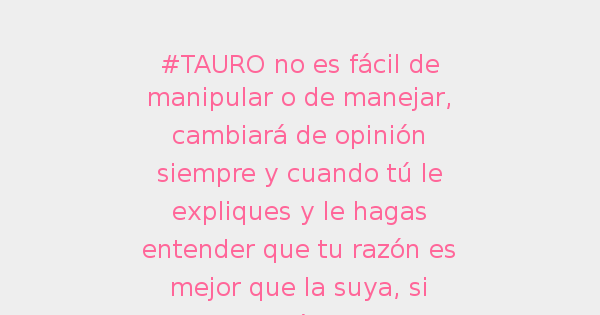 #TAURO no es fácil de
manipular o de manejar,
cambiará de opinión
siempre y cuando tú le
expliques y le hagas
entender que tu razón es
mejor que la suya, si